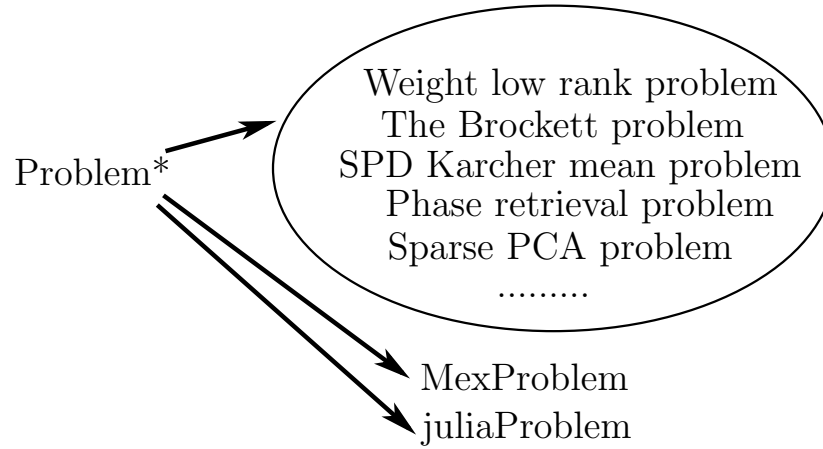 Weight low rank problem
The Brockett problem
Problem*
SPD Karcher mean problem
Phase retrieval problem
Sparse PCA problem
.........
MexProblem
juliaProblem